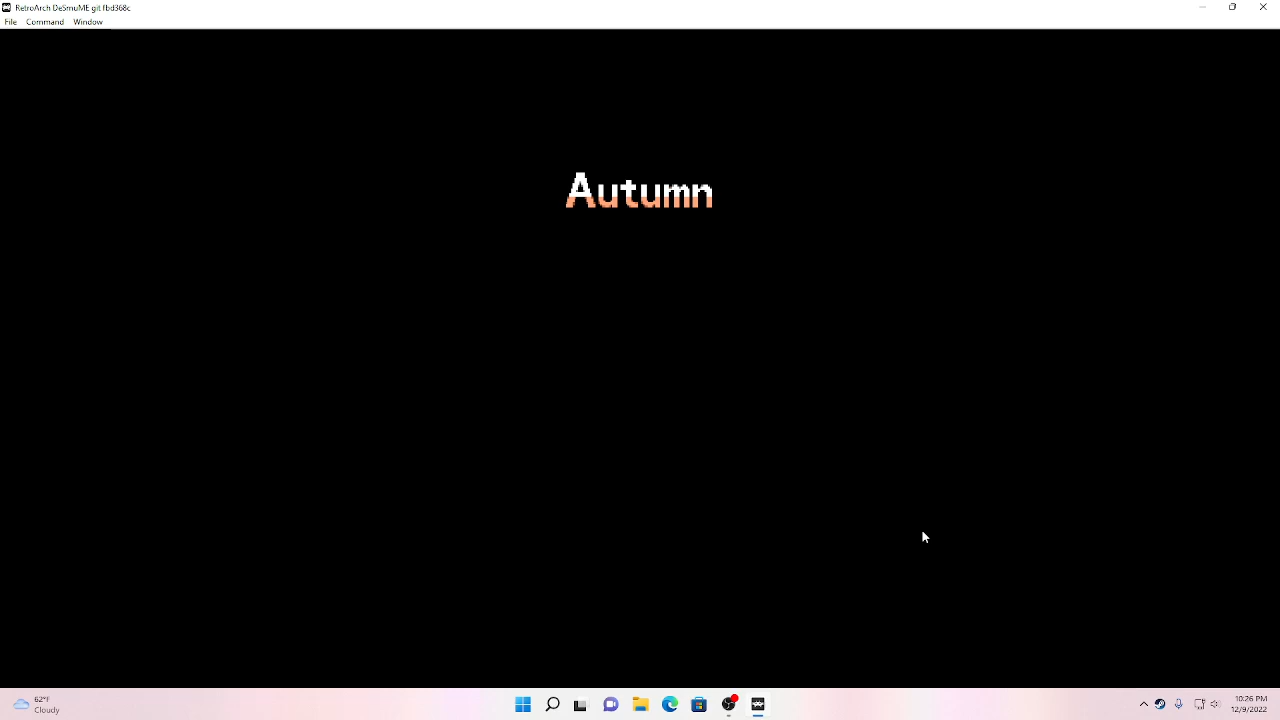 RetroArch DeSmuME git fbd368c
File Command Window
Autumn
62°F
Cloudy
10:26 PM
12/9/2022